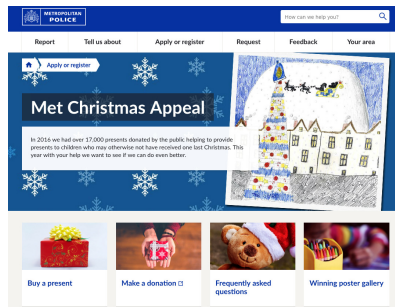 METROPOLITAN
POLICE
How can we help you?
Report Tell us about Apply or register Request Feedback Your area
Apply or register
Met Christmas Appeal
In 2016 we had over 17,000 presents donated by the public helping to provide
presents to children who may otherwise not have received one last Christmas. This
year with your help we want to see if we can do even better.
Buy a present Make a donation Frequently asked Winning poster gallery
questions